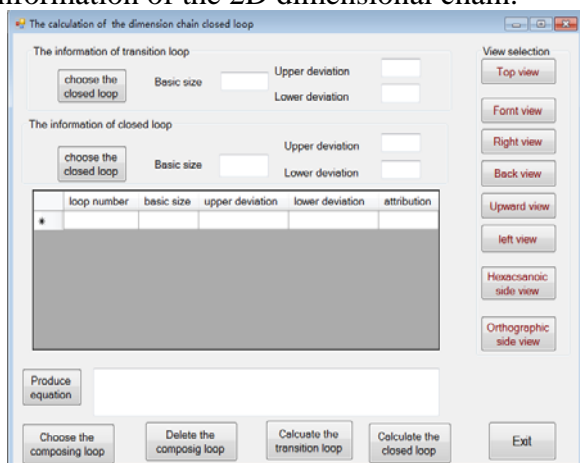 nformation of the 2D dimensional chain.
The calculation of the dimension chain closed loop
The information of transition loop
choose the
closed loop
Basic size
Upper deviation
Lower deviation
The information of closed loop
choose the
closed loop
Basic size
Upper deviation
Lower deviation
View selection
Top view
Fornt view
Right view
Back view
Upward view
left view
Hexacsanoic
side view
Orthographic
side view
loop number basic size upper deviation lower deviation attribution
*
Produce
equation
Choose the
composing loop
Delete the
composig loop
Calcuate the
transition loop
Calculate the
closed loop
Exit